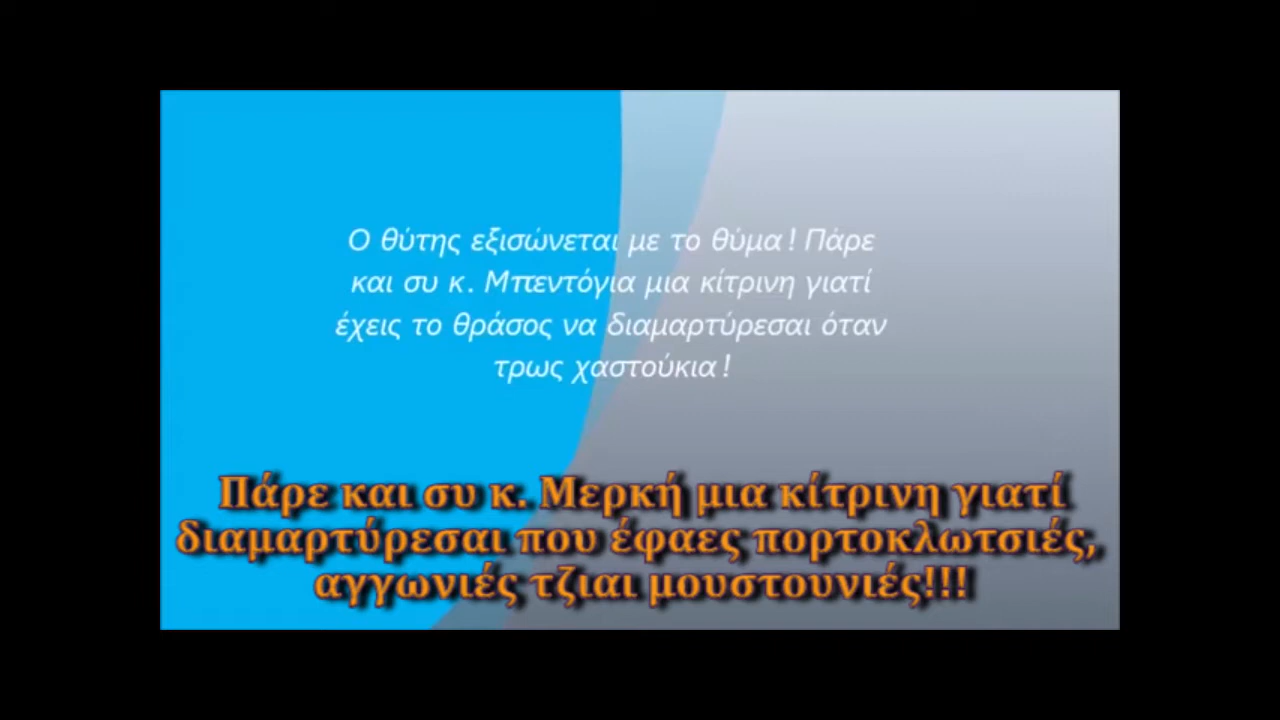 Ο θύτης εξισώνεται με το θύμα! Πάρε
και συ κ. Μπεντόγια μια κίτρινη γιατί
έχεις το θράσος να διαμαρτύρεσαι όταν
τρως χαστούκια!
Πάρε και συ κ. Μερκή μια κίτρινη γιατί
διαμαρτύρεσαι που έφαες πορτοκλωτσιές,
αγγωνιές τζιαι μουστουνιές!!!